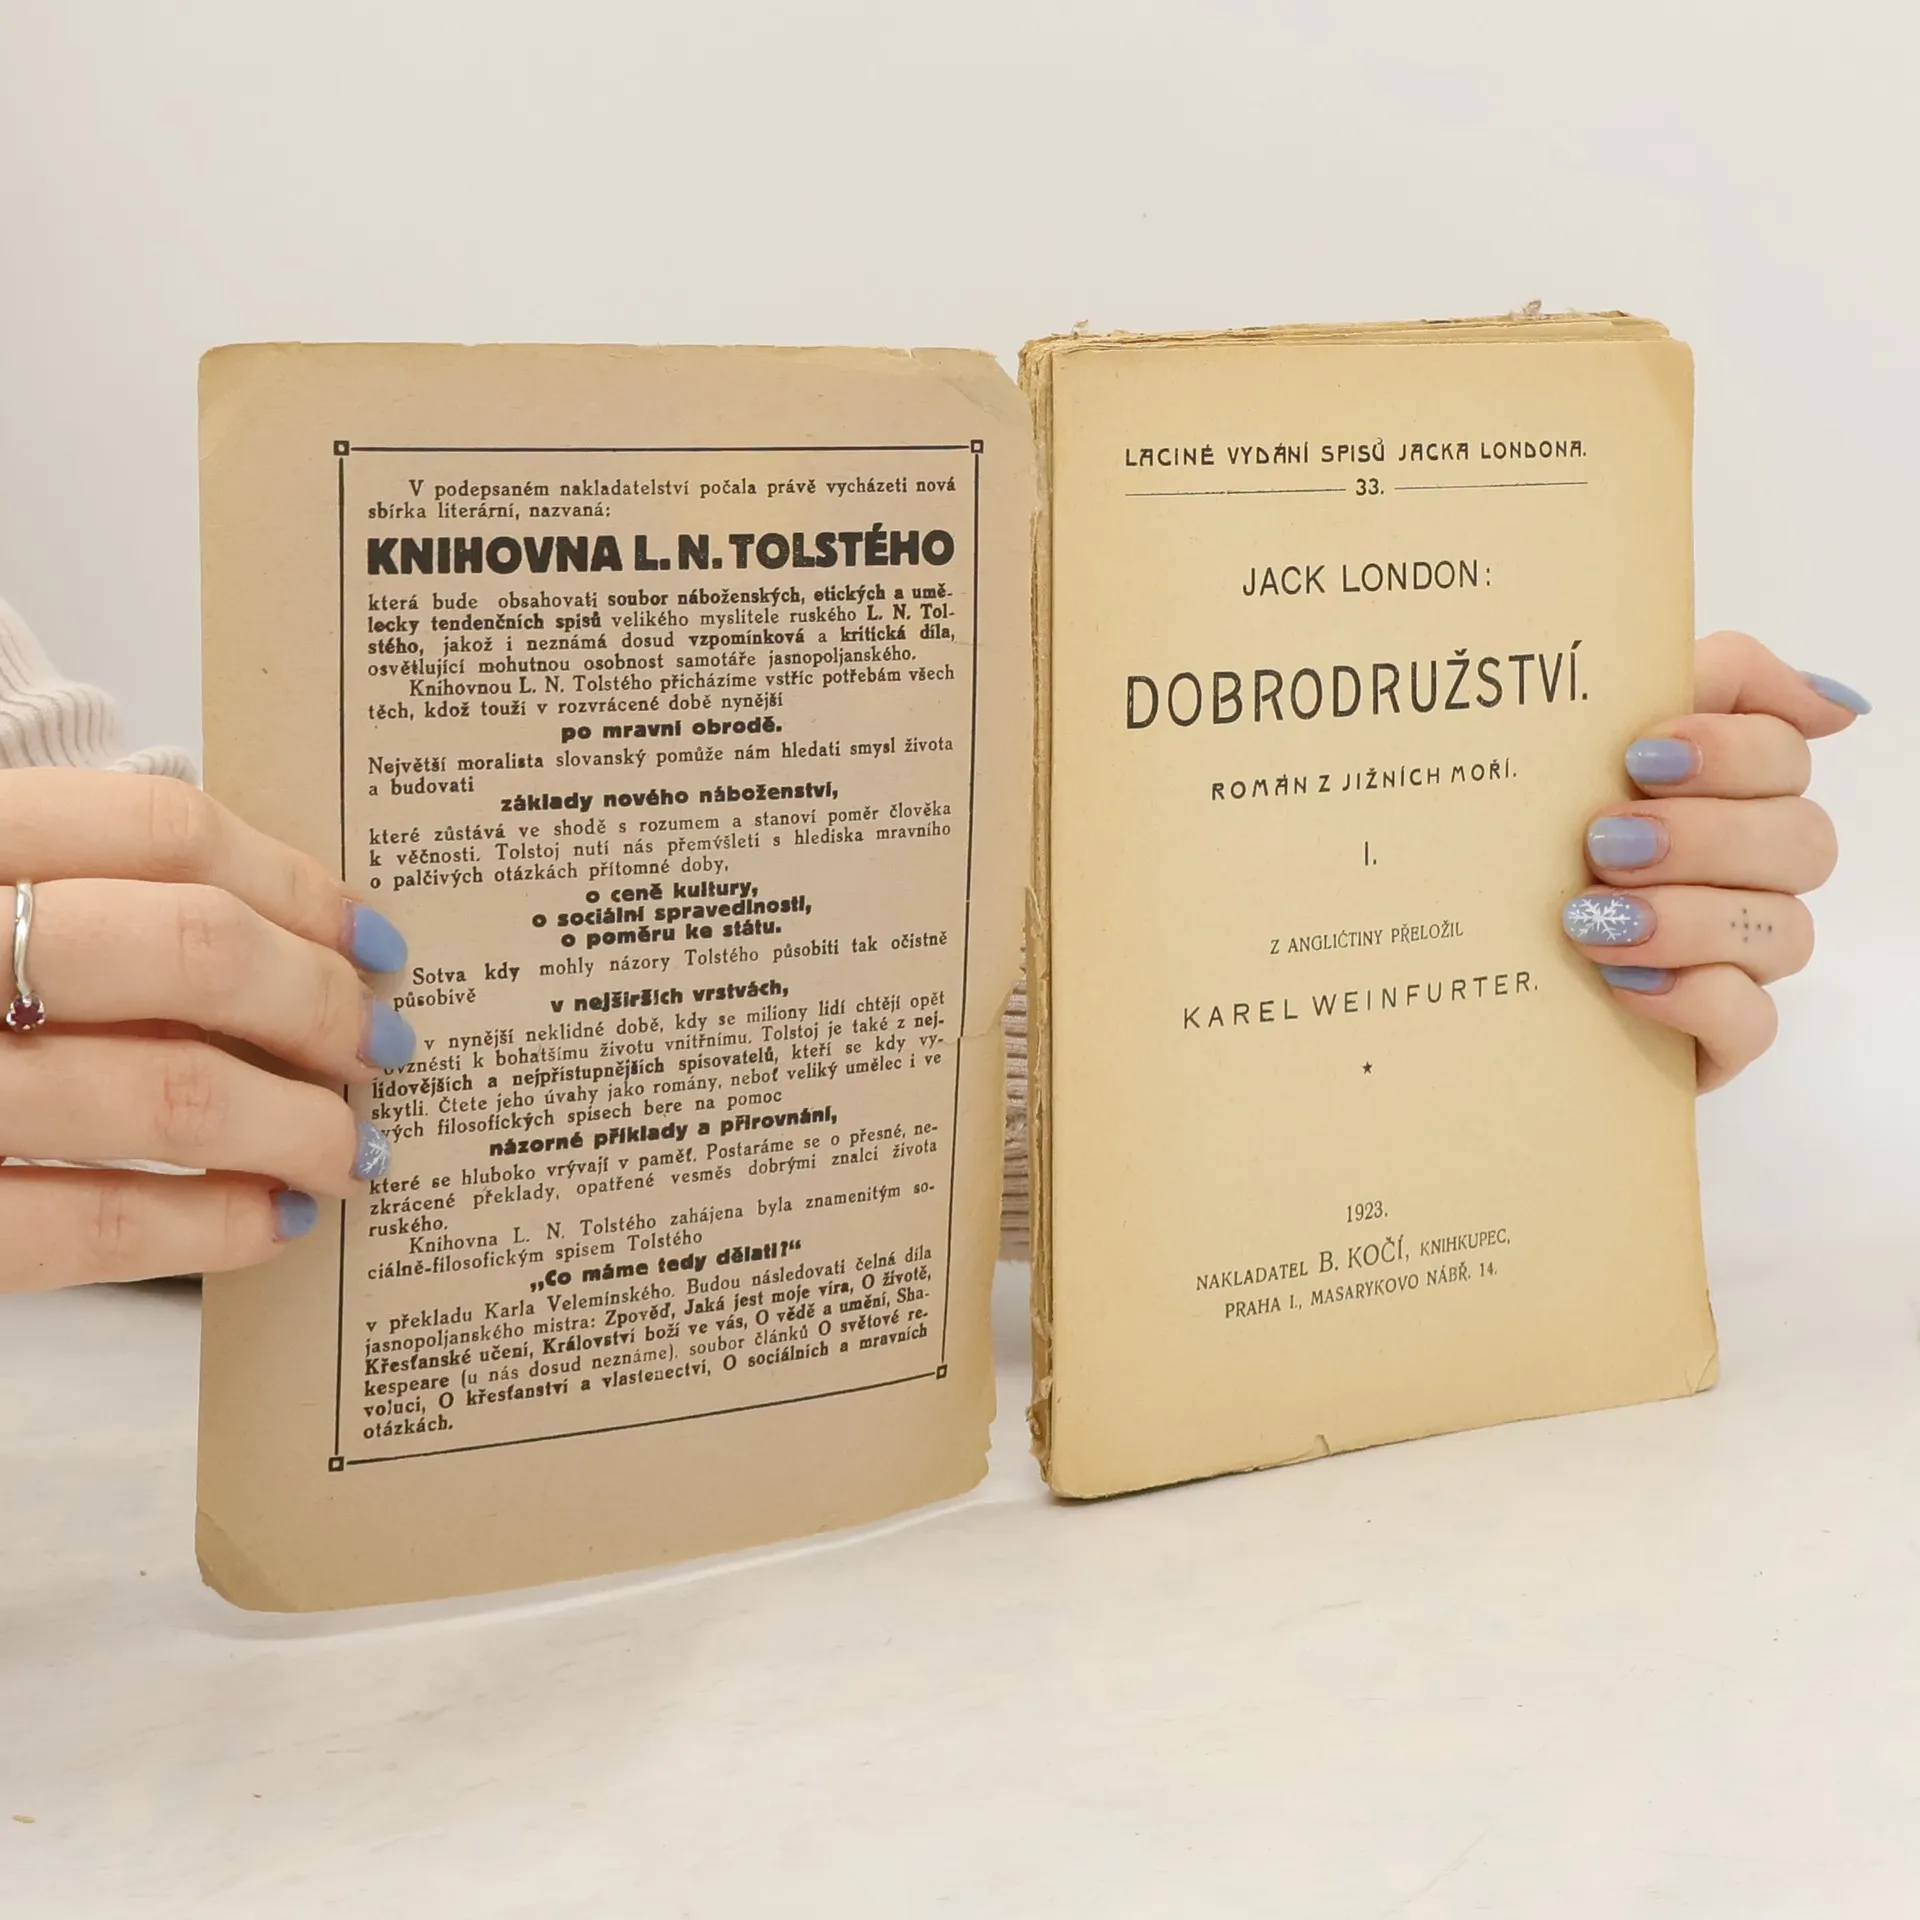 V podepsaném nakladatelství počala právě vycházeti nová
sbírka literární, nazvaná:
KNIHOVNA L. N. TOLSTÉHO
která bude obsahovati soubor náboženských, etických a umě-
lecky tendenčních spisů velikého myslitele ruského L. N. Tol-
stého, jakož i neznámá dosud vzpomínková a kritická díla,
osvětlující mohutnou osobnost samotáře jasnopoljanského.
Knihovnou L. N. Tolstého přicházíme vstříc potřebám všech
těch, kdož touží v rozvrácené době nynější
po mravní obrodě.
Největší moralista slovanský pomůže nám hledati smysl života
a budovati
základy nového náboženství,
které zůstává ve shodě s rozumem a stanoví poměr člověka
k věčnosti. Tolstoj nutí nás přemýšleti s hlediska mravního
o palčivých otázkách přítomné doby,
o ceně kultury,
o sociální spravedlnosti,
o poměru ke státu.
Sotva kdy mohly názory Tolstého působiti tak očistně
působivě
v nejširších vrstvách,
v nynější neklidné době, kdy se miliony lidí chtějí opět
k bohatšímu životu vnitřnímu. Tolstoj je také z nej-
lidovějších a nejpřístupnějších spisovatelů, kteří se kdy vy-
skytli. Čtete jeho úvahy jako romány, neboť veliký umělec i ve
filosofických spisech bere na pomoc
názorné příklady a přirovnání,
které se hluboko vrývají v paměť. Postaráme se o přesné, ne-
zkrácené překlady, opatřené vesměs dobrými znalci života
ruského.
Knihovna L. N. Tolstého zahájena byla znamenitým so-
ciálně-filosofickým spisem Tolstého
„Co máme tedy dělati?“
v překladu Karla Velemínského. Budou následovati čelná díla
jasnopoljanského mistra: Zpověď, Jaká jest moje víra, O životě,
Křesťanské učení, Království boží ve vás, O vědě a umění, Sha-
kespeare (u nás dosud neznáme), soubor článků O světové re-
voluci, O křesťanství a vlastenectví, O sociálních a mravních
otázkách.
LACINÉ VYDÁNÍ SPISŮ JACKA LONDONA.
33.
JACK LONDON:
DOBRODRUŽSTVÍ.
ROMÁN Z JIŽNÍCH MOŘÍ.
I.
Z ANGLIČTINY PŘELOŽIL
KAREL WEINFURTER.
1923.
NAKLADATEL B. KOČÍ, KNIHKUPEC,
PRAHA I., MASARYKOVO NÁBŘ. 14.